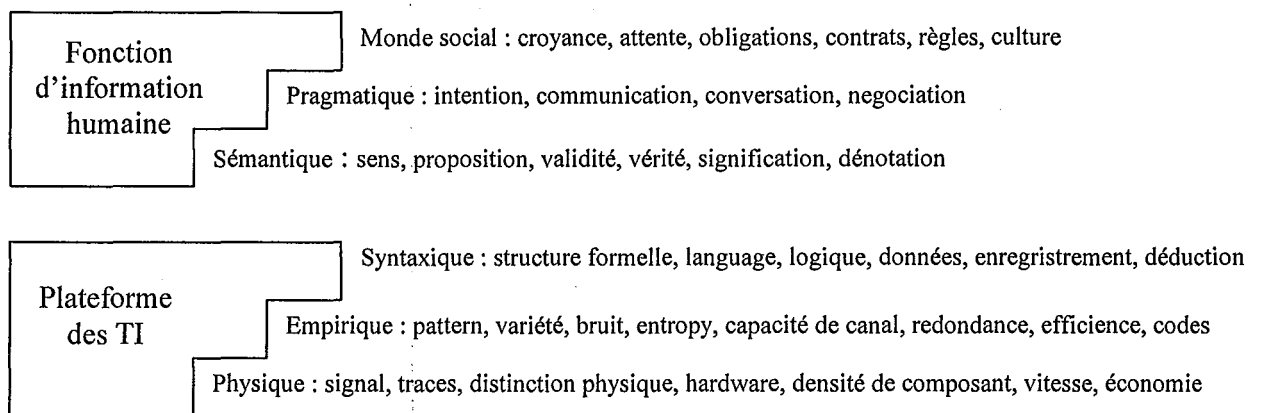 Fonction
d'information
humaine
Monde social : croyance, attente, obligations, contrats, règles, culture
Pragmatique : intention, communication, conversation, negociation
Sémantique : sens, proposition, validité, vérité, signification, dénotation
Plateforme
des TI
Syntaxique : structure formelle, language, logique, données, enregristrement, déduction
Empirique : pattern, variété, bruit, entropy, capacité de canal, redondance, efficience, codes
Physique : signal, traces, distinction physique, hardware, densité de composant, vitesse, économie